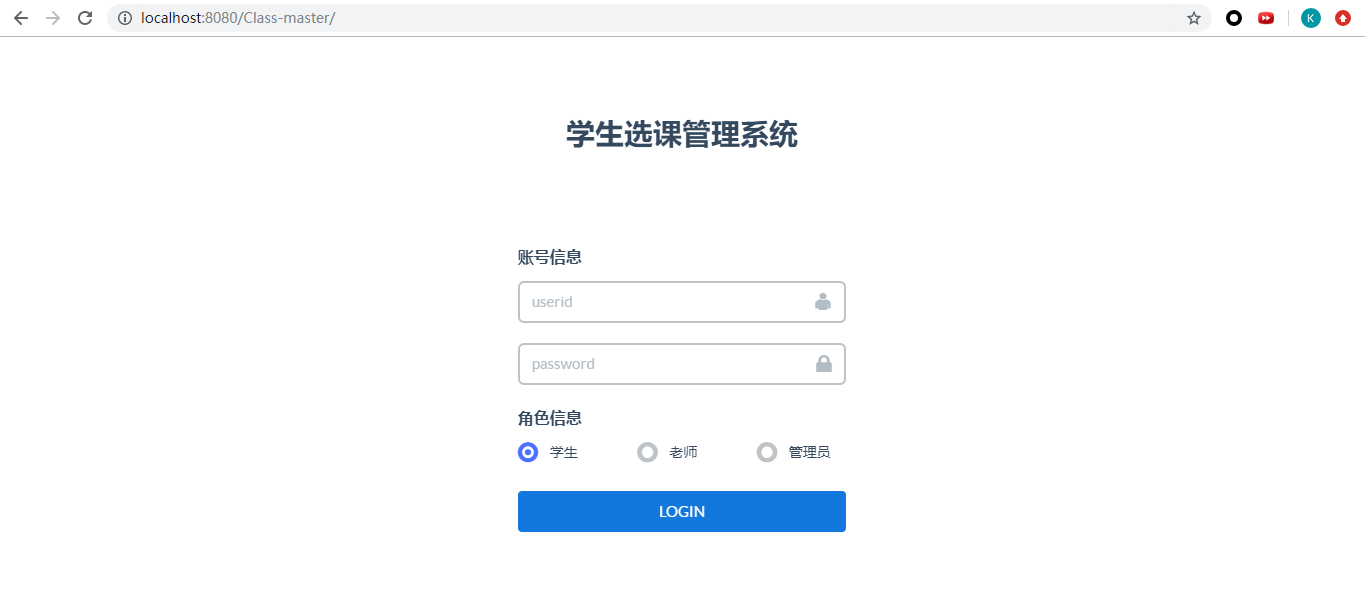 localhost:8080/Class-master/
K
学生选课管理系统
账号信息
userid
password
角色信息
学生 老师 管理员
LOGIN